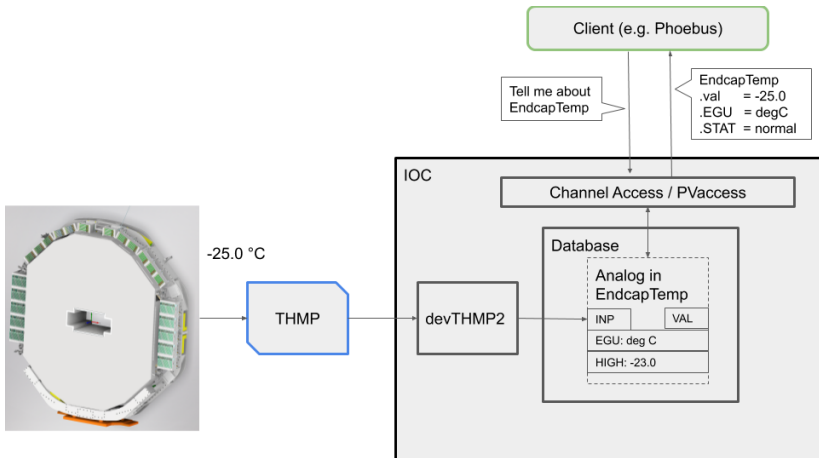 Client (e.g. Phoebus)
Tell me about
EndcapTemp
EndcapTemp
.val = -25.0
.EGU = degC
.STAT = normal
IOC
Channel Access / PVaccess
-25.0 °C
Database
Analog in
EndcapTemp
THMP
devTHMP2
INP
VAL
EGU: deg C
HIGH: -23.0